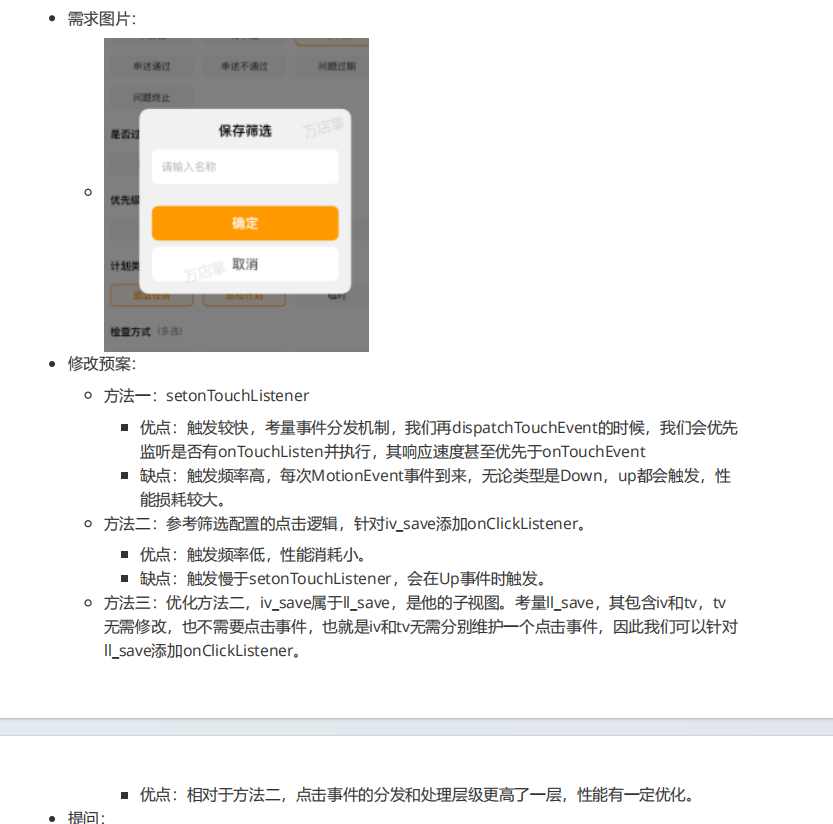 需求图片：
申述通过
申述不通过
问题过期
问题终止
是否过
保存筛选
万店掌
请输入名称
优先级
确定
计划类
取消
万店掌
检查方式（多选）
修改预案：
方法一：setonTouchListener
优点：触发较快，考量事件分发机制，我们再dispatchTouchEvent的时候，我们会优先
监听是否有onTouchListen并执行，其响应速度甚至优先于onTouchEvent
缺点：触发频率高，每次MotionEvent事件到来，无论类型是Down，up都会触发，性
能损耗较大。
方法二：参考筛选配置的点击逻辑，针对iv_save添加onClickListener。
优点：触发频率低，性能消耗小。
缺点：触发慢于setonTouchListener，会在Up事件时触发。
方法三：优化方法二，iv_save属于ll_save，是他的子视图。考量ll_save，其包含iv和tv，tv
无需修改，也不需要点击事件，也就是iv和tv无需分别维护一个点击事件，因此我们可以针对
ll_save添加onClickListener。
优点：相对于方法二，点击事件的分发和处理层级更高了一层，性能有一定优化。
提问：